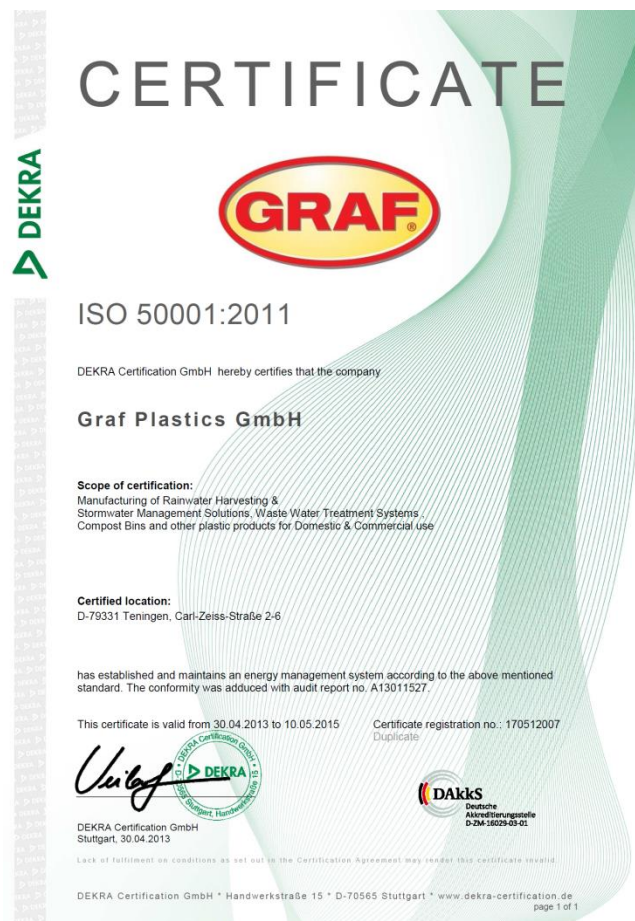 CERTIFICATE
DEKRA
GRAF®
ISO 50001:2011
DEKRA Certification GmbH hereby certifies that the company
Graf Plastics GmbH
Scope of certification:
Manufacturing of Rainwater Harvesting &
Stormwater Management Solutions, Waste Water Treatment Systems ,
Compost Bins and other plastic products for Domestic & Commercial use
Certified location:
D-79331 Teningen, Carl-Zeiss-Straße 2-6
has established and maintains an energy management system according to the above mentioned
standard. The conformity was adduced with audit report no. A13011527.
This certificate is valid from 30.04.2013 to 10.05.2015
Certificate registration no.: 170512007
Duplicate
DEKRA Certification GmbH * D-70565 Stuttgart, Handwerkstraße 15 *
DEKRA
DAkkS
Deutsche
Akkreditierungsstelle
D-ZM-16029-03-01
DEKRA Certification GmbH
Stuttgart, 30.04.2013
Lack of fulfilment on conditions as set out in the Certification Agreement may render this certificate invalid.
DEKRA Certification GmbH * Handwerkstraße 15 * D-70565 Stuttgart * www.dekra-certification.de
page 1 of 1